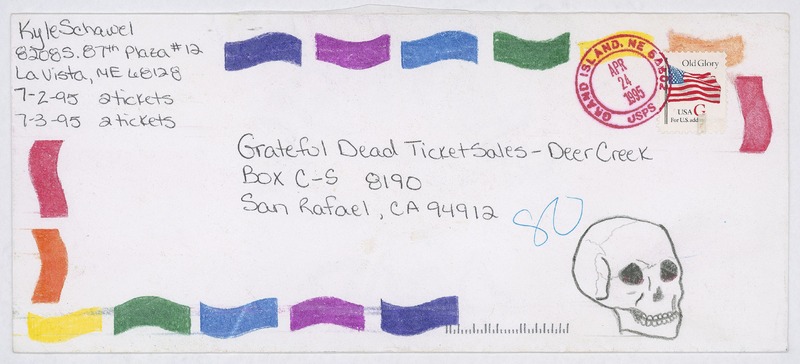 Kyle Schawel
8208 S. 87th Plaza #12
La Vista, NE 68128
7-2-95 2 tickets
7-3-95 2 tickets
GRAND ISLAND, NE 68802
APR
24
1995
USPS
Old Glory
USA G
For U.S. addr
Grateful Dead Ticket Sales - Deer Creek
Box C-S 8190
San Rafael, CA 94912
80